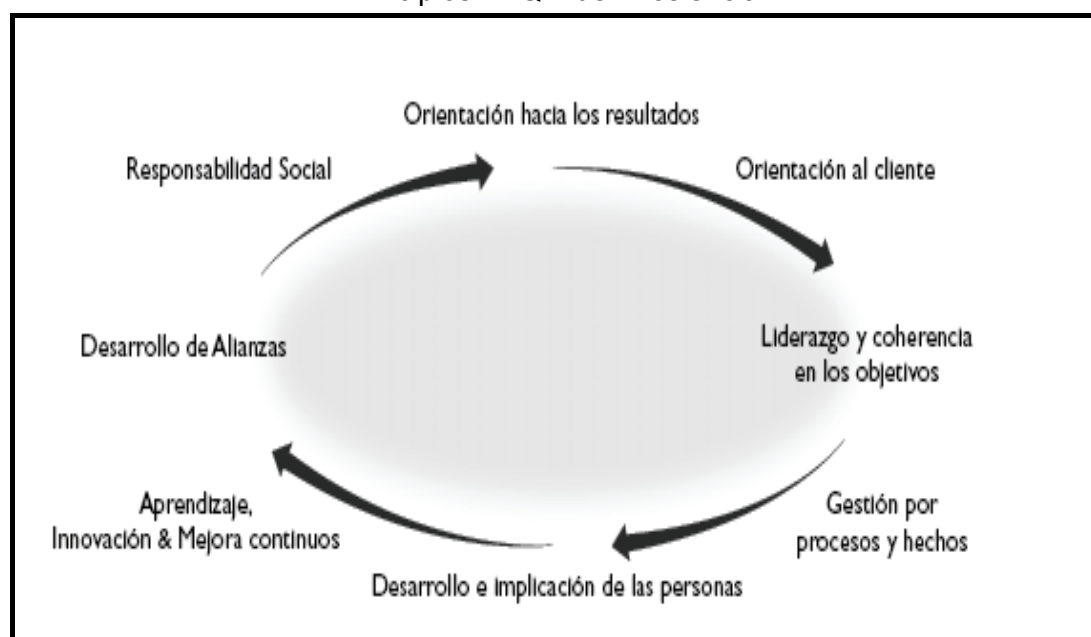 Orientación hacia los resultados
Responsabilidad Social
Orientación al cliente
Desarrollo de Alianzas
Liderazgo y coherencia
en los objetivos
Aprendizaje,
Innovación & Mejora continuos
Gestión por
procesos y hechos
Desarrollo e implicación de las personas